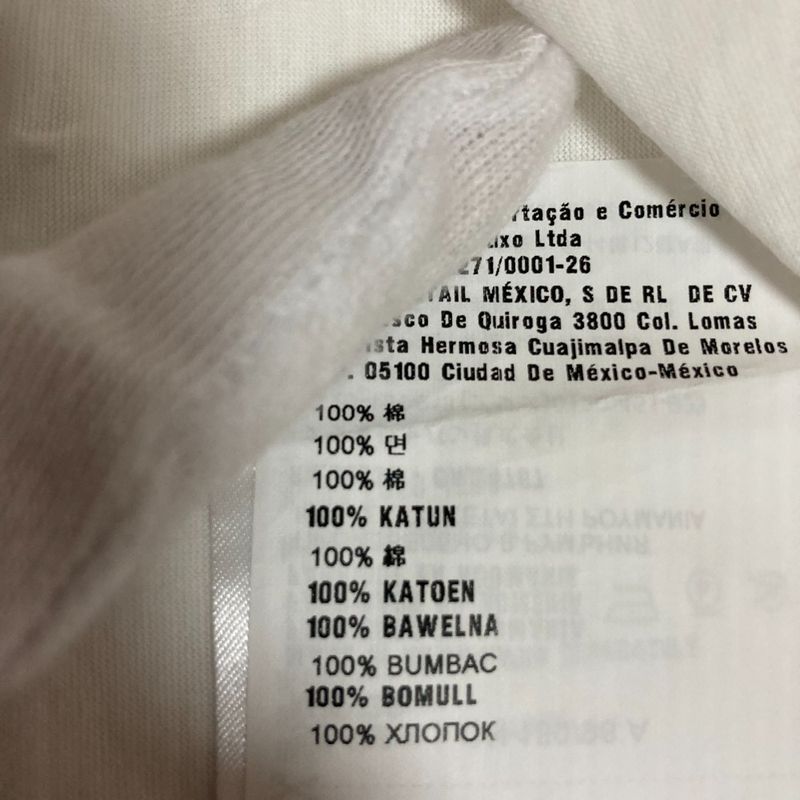 rtação e Comércio
uxo Ltda
271/0001-26
TAIL MÉXICO, S DE RL DE CV
sco De Quiroga 3800 Col. Lomas
ista Hermosa Cuajimalpa De Morelos
. 05100 Ciudad De México-México
100% 棉
100% 면
100% 棉
100% KATUN
100% 綿
100% KATOEN
100% BAWELNA
100% BUMBAC
100% BOMULL
100% ХЛОПОК